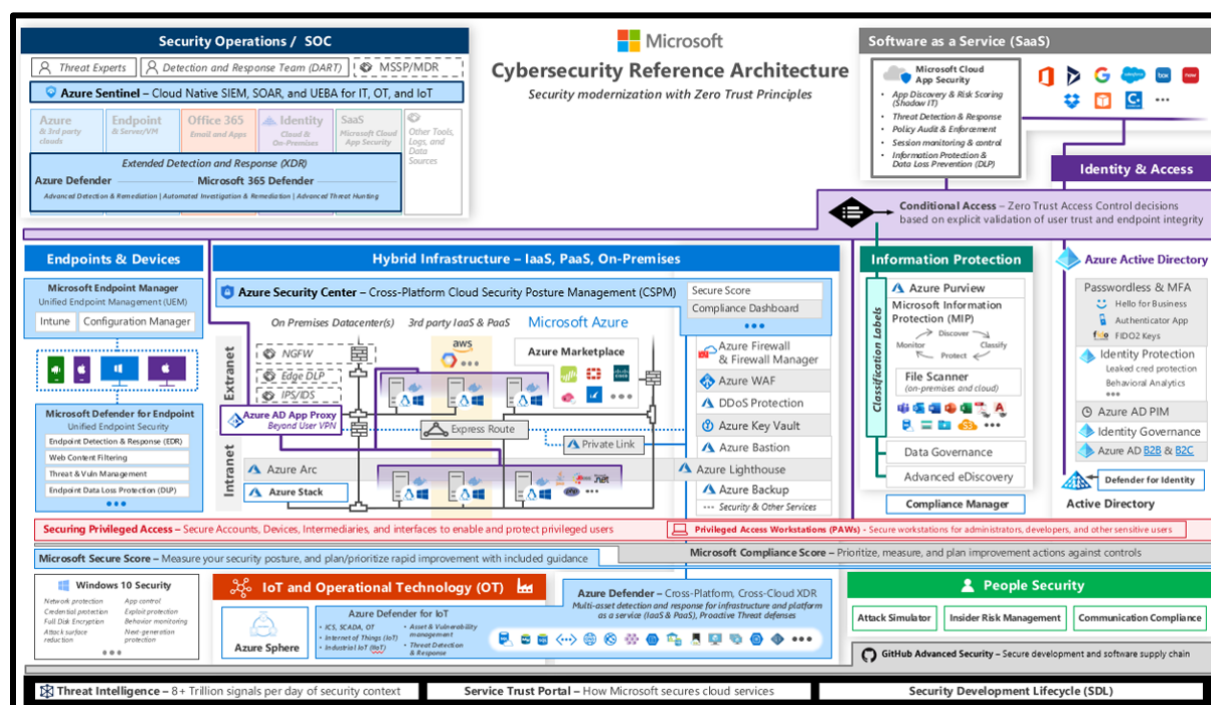 Security Operations / SOC
Threat Experts
Detection and Response Team (DART)
MSSP/MDR
Azure Sentinel – Cloud Native SIEM, SOAR, and UEBA for IT, OT, and IoT
Azure
& 3rd party
clouds
Endpoint
& Server/VM
Office 365
Email and Apps
Identity
Cloud &
On-Premises
SaaS
Microsoft Cloud
App Security
Other Tools,
Logs, and
Data
Sources
Extended Detection and Response (XDR)
Azure Defender
Microsoft 365 Defender
Advanced Detection & Remediation | Automated Investigation & Remediation | Advanced Threat Hunting
Microsoft
Cybersecurity Reference Architecture
Security modernization with Zero Trust Principles
Software as a Service (SaaS)
Microsoft Cloud
App Security
• App Discovery & Risk Scoring
(Shadow IT)
• Threat Detection & Response
• Policy Audit & Enforcement
• Session monitoring & control
• Information Protection &
Data Loss Prevention (DLP)
salesforce
box
Identity & Access
Conditional Access – Zero Trust Access Control decisions
based on explicit validation of user trust and endpoint integrity
Endpoints & Devices
Microsoft Endpoint Manager
Unified Endpoint Management (UEM)
Intune
Configuration Manager
Microsoft Defender for Endpoint
Unified Endpoint Security
Endpoint Detection & Response (EDR)
Web Content Filtering
Threat & Vuln Management
Endpoint Data Loss Protection (DLP)
Hybrid Infrastructure – IaaS, PaaS, On-Premises
Azure Security Center – Cross-Platform Cloud Security Posture Management (CSPM)
Secure Score
Compliance Dashboard
On Premises Datacenter(s)
3rd party IaaS & PaaS
Microsoft Azure
Extranet
NGFW
Edge DLP
IPS/IDS
aws
Azure Marketplace
Azure AD App Proxy
Beyond User VPN
Express Route
Private Link
Intranet
Azure Arc
Azure Stack
Azure Firewall
& Firewall Manager
Azure WAF
DDoS Protection
Azure Key Vault
Azure Bastion
Azure Lighthouse
Azure Backup
Security & Other Services
Information Protection
Azure Purview
Microsoft Information
Protection (MIP)
Discover
Monitor
Classify
Protect
Classification Labels
File Scanner
(on-premises and cloud)
Data Governance
Advanced eDiscovery
Compliance Manager
Azure Active Directory
Passwordless & MFA
Hello for Business
Authenticator App
FIDO2 Keys
Identity Protection
Leaked cred protection
Behavioral Analytics
Azure AD PIM
Identity Governance
Azure AD B2B & B2C
Defender for Identity
Active Directory
Securing Privileged Access – Secure Accounts, Devices, Intermediaries, and interfaces to enable and protect privileged users
Privileged Access Workstations (PAWs) - Secure workstations for administrators, developers, and other sensitive users
Microsoft Secure Score – Measure your security posture, and plan/prioritize rapid improvement with included guidance
Microsoft Compliance Score – Prioritize, measure, and plan improvement actions against controls
Windows 10 Security
Network protection
Credential protection
Full Disk Encryption
Attack surface
reduction
App control
Exploit protection
Behavior monitoring
Next-generation
protection
IoT and Operational Technology (OT)
Azure Sphere
Azure Defender for IoT
• ICS, SCADA, OT
• Internet of Things (IoT)
• Industrial IoT (IIoT)
• Asset & Vulnerability
management
• Threat Detection
& Response
Azure Defender – Cross-Platform, Cross-Cloud XDR
Multi-asset detection and response for infrastructure and platform
as a service (IaaS & PaaS), Proactive Threat defenses
People Security
Attack Simulator
Insider Risk Management
Communication Compliance
GitHub Advanced Security – Secure development and software supply chain
Threat Intelligence – 8+ Trillion signals per day of security context
Service Trust Portal – How Microsoft secures cloud services
Security Development Lifecycle (SDL)